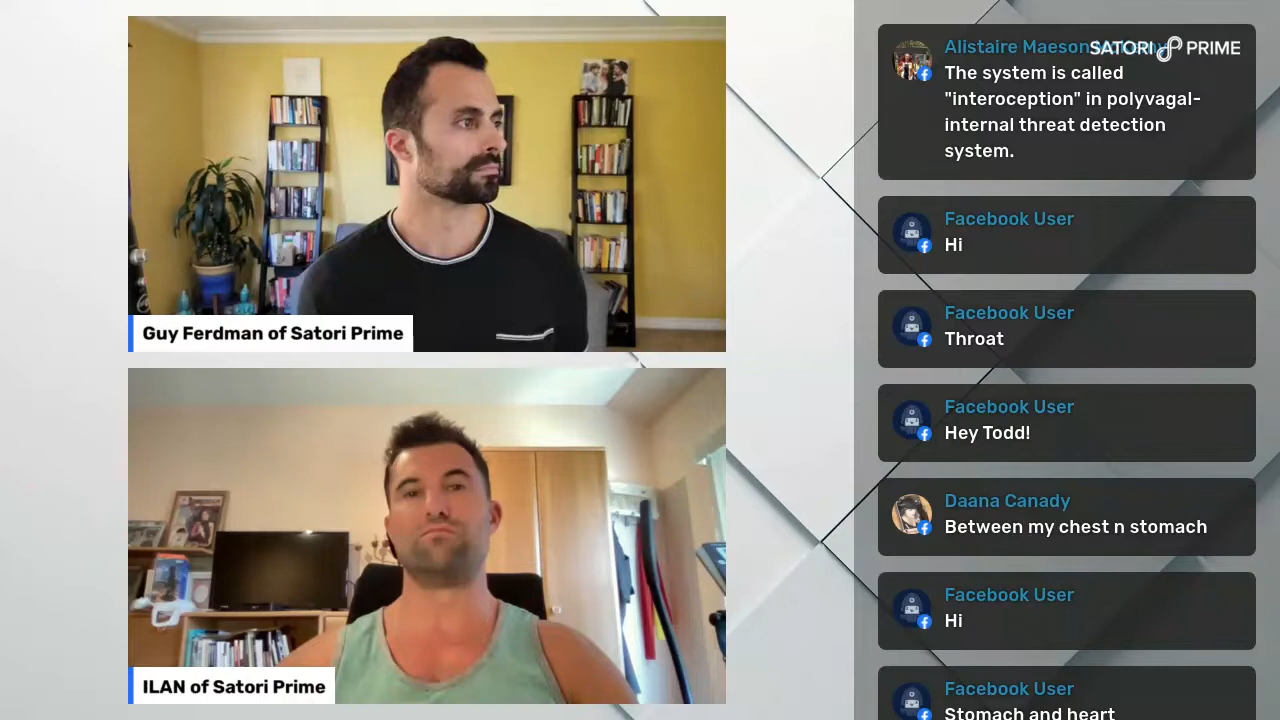 Guy Ferdman of Satori Prime
ILAN of Satori Prime
SATORI PRIME
Alistaire Maeson
The system is called
"interoception" in polyvagal-
internal threat detection
system.
Facebook User
Hi
Facebook User
Throat
Facebook User
Hey Todd!
Daana Canady
Between my chest n stomach
Facebook User
Hi
Facebook User
Stomach and heart